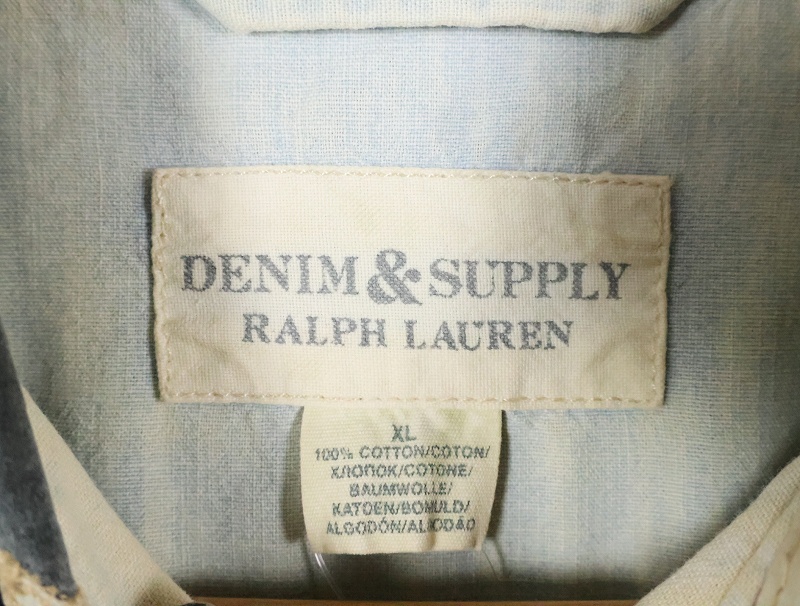 DENIM & SUPPLY
RALPH LAUREN
XL
100% COTTON/COTON/
ХЛОПОК/COTONE/
BAUMWOLLE/
KATOEN/BOMULD/
ALGODÓN/ALGODÃO